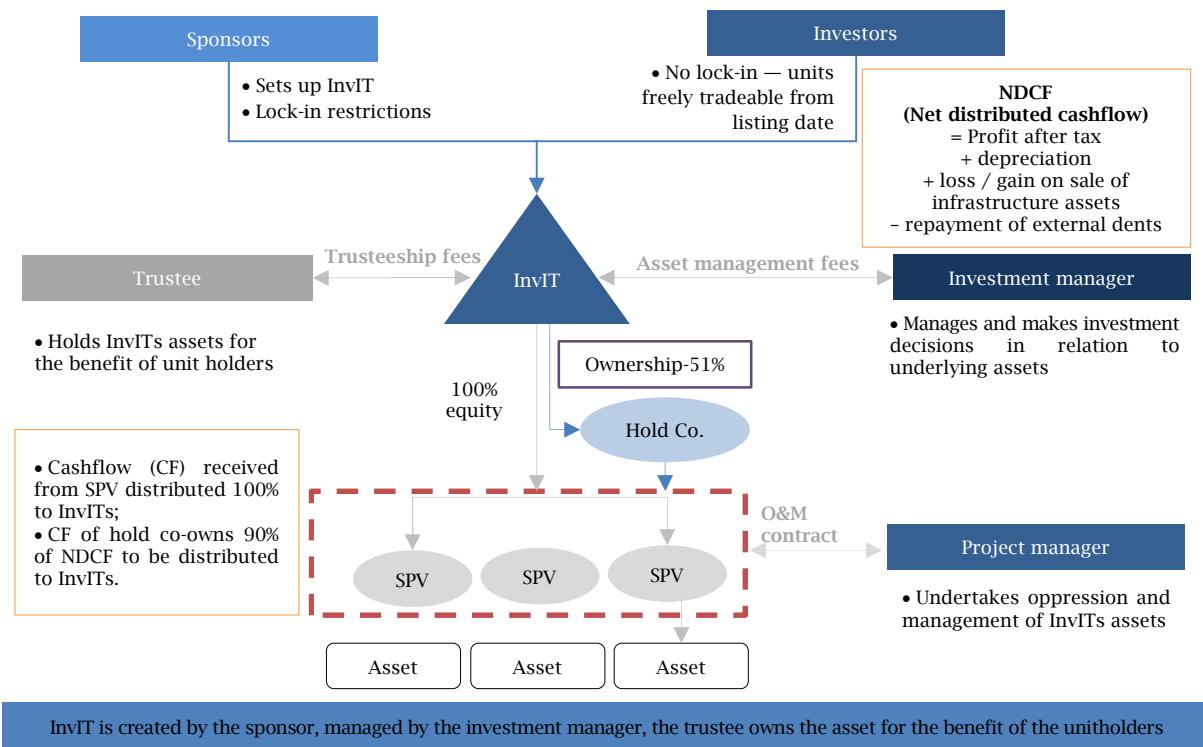 Sponsors
Investors
• Sets up InvIT
• Lock-in restrictions
• No lock-in — units
freely tradeable from
listing date
NDCF
(Net distributed cashflow)
= Profit after tax
+ depreciation
+ loss / gain on sale of
infrastructure assets
– repayment of external dents
Trustee
Trusteeship fees
InvIT
Asset management fees
Investment manager
• Holds InvITs assets for
the benefit of unit holders
• Manages and makes investment
decisions in relation to
underlying assets
Ownership-51%
100%
equity
Hold Co.
• Cashflow (CF) received
from SPV distributed 100%
to InvITs;
• CF of hold co-owns 90%
of NDCF to be distributed
to InvITs.
O&M
contract
Project manager
SPV
SPV
SPV
• Undertakes oppression and
management of InvITs assets
Asset
Asset
Asset
InvIT is created by the sponsor, managed by the investment manager, the trustee owns the asset for the benefit of the unitholders